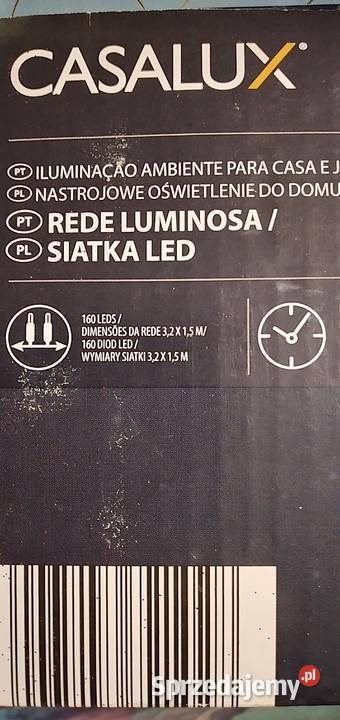 CASALUX®
PT ILUMINAÇÃO AMBIENTE PARA CASA E J
PL NASTROJOWE OŚWIETLENIE DO DOMU
PT REDE LUMINOSA /
PL SIATKA LED
160 LEDS /
DIMENSÕES DA REDE 3,2 X 1,5 M/
160 DIOD LED /
WYMIARY SIATKI 3,2 X 1,5 M
Sprzedajemy.pl